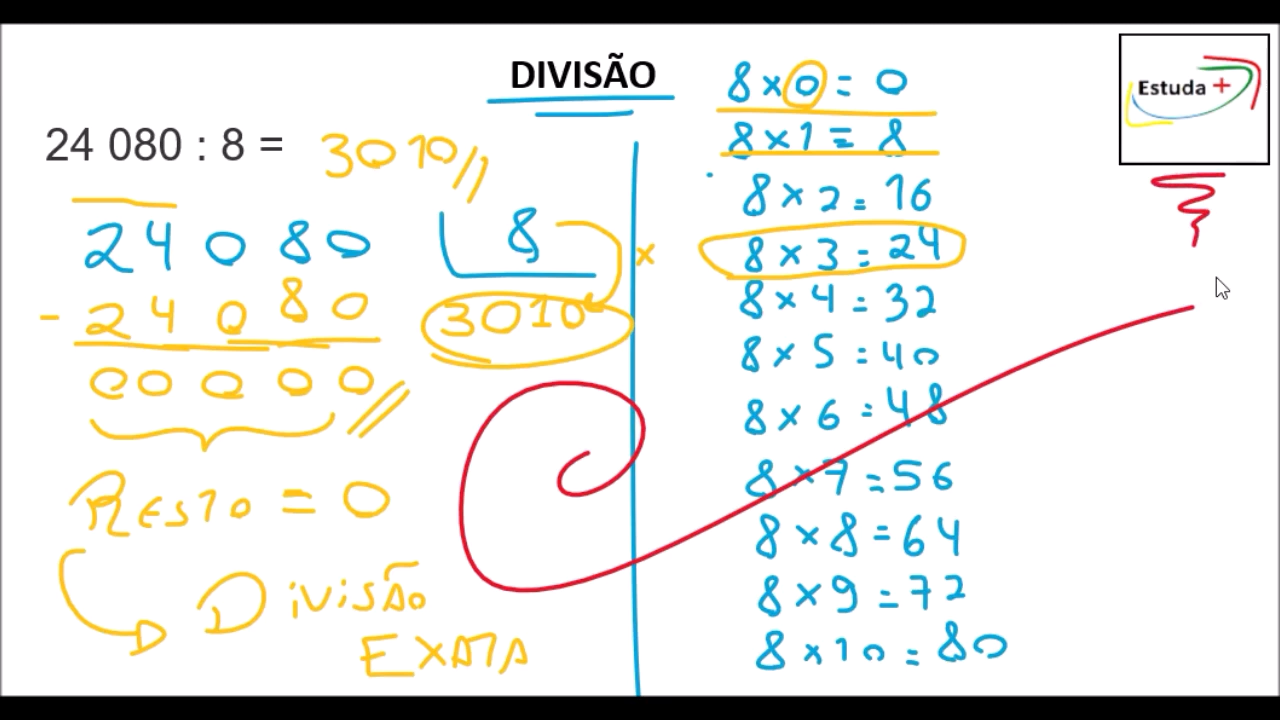 DIVISÃO
Estuda +
24 080 : 8 = 3010
24080 8
- 24080 3010
00000
RESTO = 0
DIVISÃO
EXATA
x
8 x 0 = 0
8 x 1 = 8
8 x 2 = 16
8 x 3 = 24
8 x 4 = 32
8 x 5 = 40
8 x 6 = 48
8 x 7 = 56
8 x 8 = 64
8 x 9 = 72
8 x 10 = 80